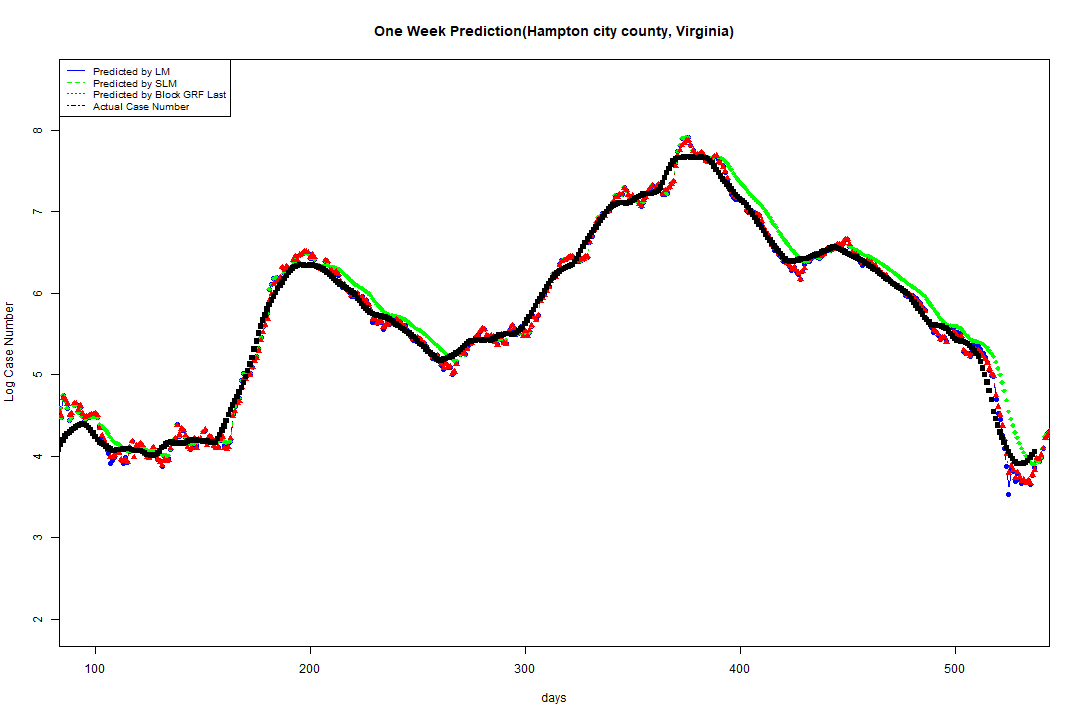 One Week Prediction(Hampton city county, Virginia)
Predicted by LM
Predicted by SLM
Predicted by Block GRF Last
Actual Case Number
8
7
6
5
4
3
2
Log Case Number
100 200 300 400 500
days